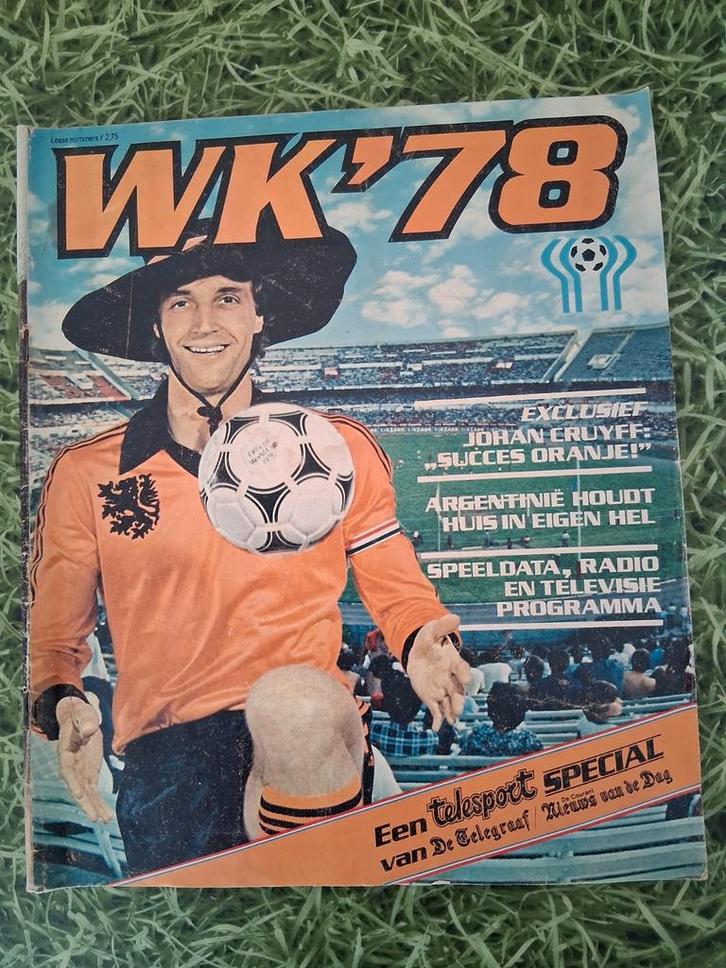 Losse nummers f 2,75
WK'78
EXCLUSIEF
JOHAN CRUYFF:
„SUCCES ORANJE!”
ARGENTINIË HOUDT
HUIS IN EIGEN HEL
SPEELDATA, RADIO
EN TELEVISIE
PROGRAMMA
Een telesport SPECIAL
van De Telegraaf / De Courant Nieuws van de Dag